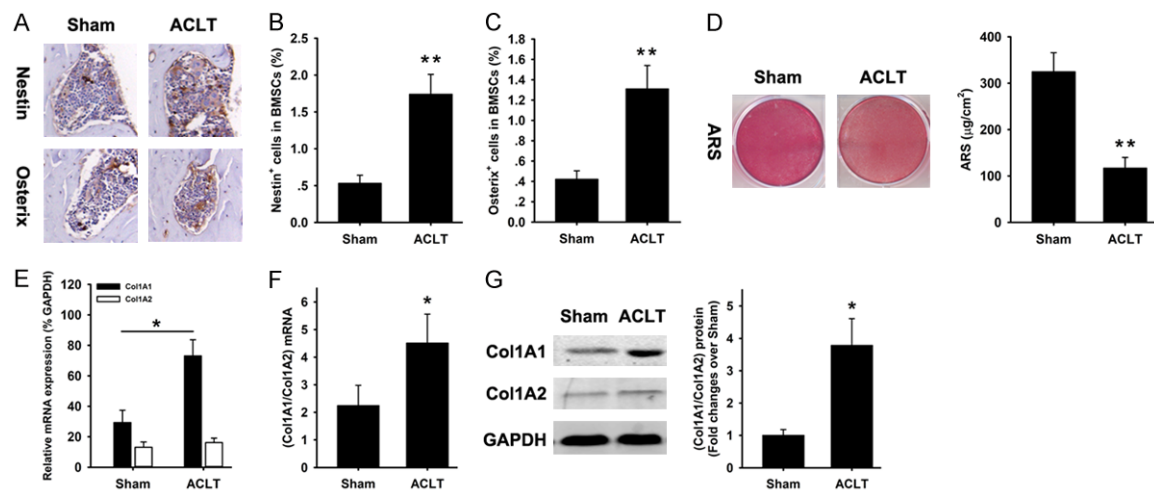 A
Sham
ACLT
Nestin
Osterix
B
Nestin+ cells in BMSCs (%)
2.5
2.0
1.5
1.0
.5
0.0
**
Sham
ACLT
C
Osterix+ cells in BMSCs (%)
1.8
1.6
1.4
1.2
1.0
.8
.6
.4
.2
0.0
**
Sham
ACLT
D
Sham
ACLT
ARS
ARS (μg/cm2)
400
300
200
100
0
**
Sham
ACLT
E
Relative mRNA expression (% GAPDH)
120
100
80
60
40
20
0
Col1A1
Col1A2
*
Sham
ACLT
F
(Col1A1/Col1A2) mRNA
6
5
4
3
2
1
0
*
Sham
ACLT
G
Sham
ACLT
Col1A1
Col1A2
GAPDH
(Col1A1/Col1A2) protein
(Fold changes over Sham)
5
4
3
2
1
0
*
Sham
ACLT